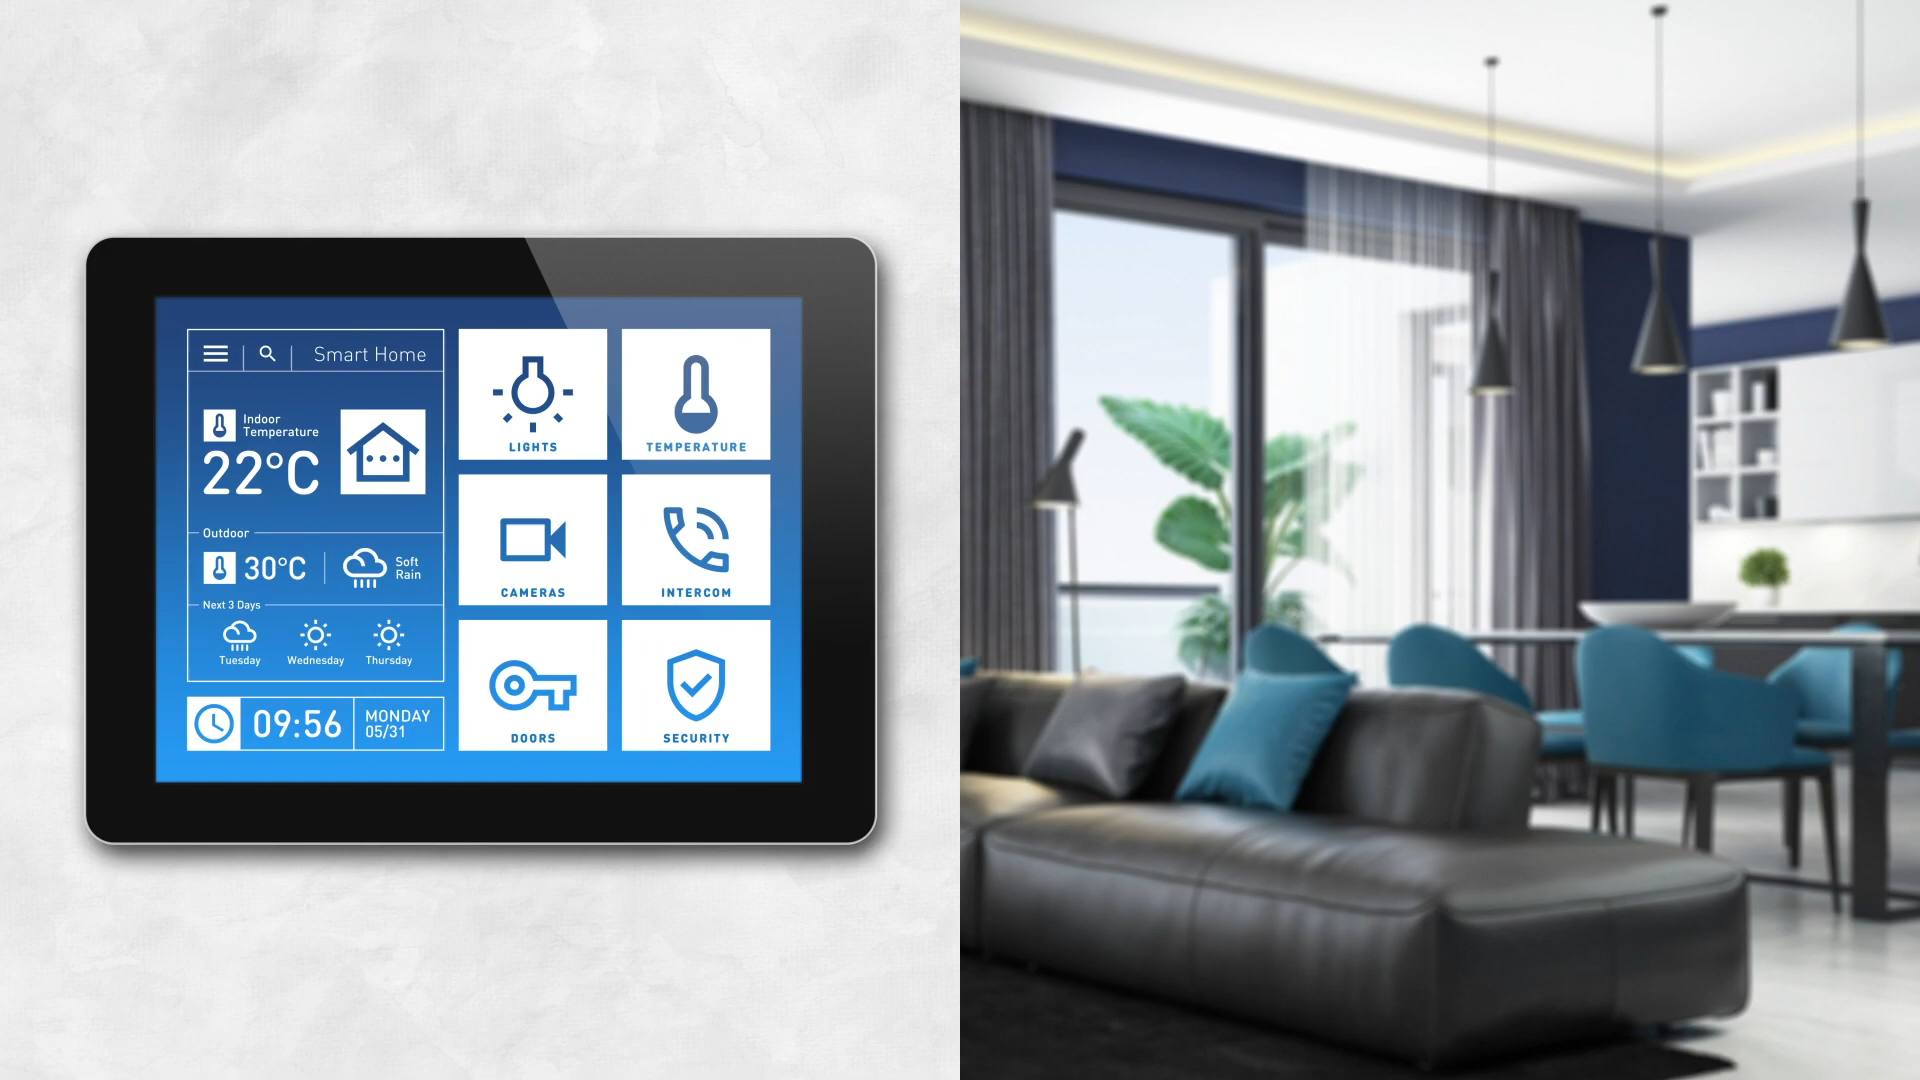 Smart Home
Indoor
Temperature
22°C
Outdoor
30°C
Soft
Rain
Next 3 Days
Tuesday
Wednesday
Thursday
09:56
MONDAY
05/31
LIGHTS
TEMPERATURE
CAMERAS
INTERCOM
DOORS
SECURITY